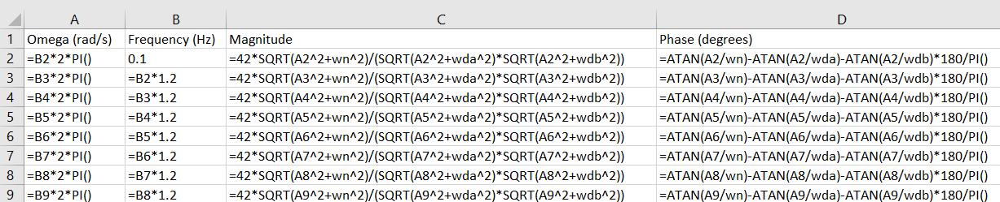 A B C D
1 Omega (rad/s) Frequency (Hz) Magnitude Phase (degrees)
2 =B2*2*PI() 0.1 =42*SQRT(A2^2+wn^2)/(SQRT(A2^2+wda^2)*SQRT(A2^2+wdb^2)) =ATAN(A2/wn)-ATAN(A2/wda)-ATAN(A2/wdb)*180/PI()
3 =B3*2*PI() =B2*1.2 =42*SQRT(A3^2+wn^2)/(SQRT(A3^2+wda^2)*SQRT(A3^2+wdb^2)) =ATAN(A3/wn)-ATAN(A3/wda)-ATAN(A3/wdb)*180/PI()
4 =B4*2*PI() =B3*1.2 =42*SQRT(A4^2+wn^2)/(SQRT(A4^2+wda^2)*SQRT(A4^2+wdb^2)) =ATAN(A4/wn)-ATAN(A4/wda)-ATAN(A4/wdb)*180/PI()
5 =B5*2*PI() =B4*1.2 =42*SQRT(A5^2+wn^2)/(SQRT(A5^2+wda^2)*SQRT(A5^2+wdb^2)) =ATAN(A5/wn)-ATAN(A5/wda)-ATAN(A5/wdb)*180/PI()
6 =B6*2*PI() =B5*1.2 =42*SQRT(A6^2+wn^2)/(SQRT(A6^2+wda^2)*SQRT(A6^2+wdb^2)) =ATAN(A6/wn)-ATAN(A6/wda)-ATAN(A6/wdb)*180/PI()
7 =B7*2*PI() =B6*1.2 =42*SQRT(A7^2+wn^2)/(SQRT(A7^2+wda^2)*SQRT(A7^2+wdb^2)) =ATAN(A7/wn)-ATAN(A7/wda)-ATAN(A7/wdb)*180/PI()
8 =B8*2*PI() =B7*1.2 =42*SQRT(A8^2+wn^2)/(SQRT(A8^2+wda^2)*SQRT(A8^2+wdb^2)) =ATAN(A8/wn)-ATAN(A8/wda)-ATAN(A8/wdb)*180/PI()
9 =B9*2*PI() =B8*1.2 =42*SQRT(A9^2+wn^2)/(SQRT(A9^2+wda^2)*SQRT(A9^2+wdb^2)) =ATAN(A9/wn)-ATAN(A9/wda)-ATAN(A9/wdb)*180/PI()